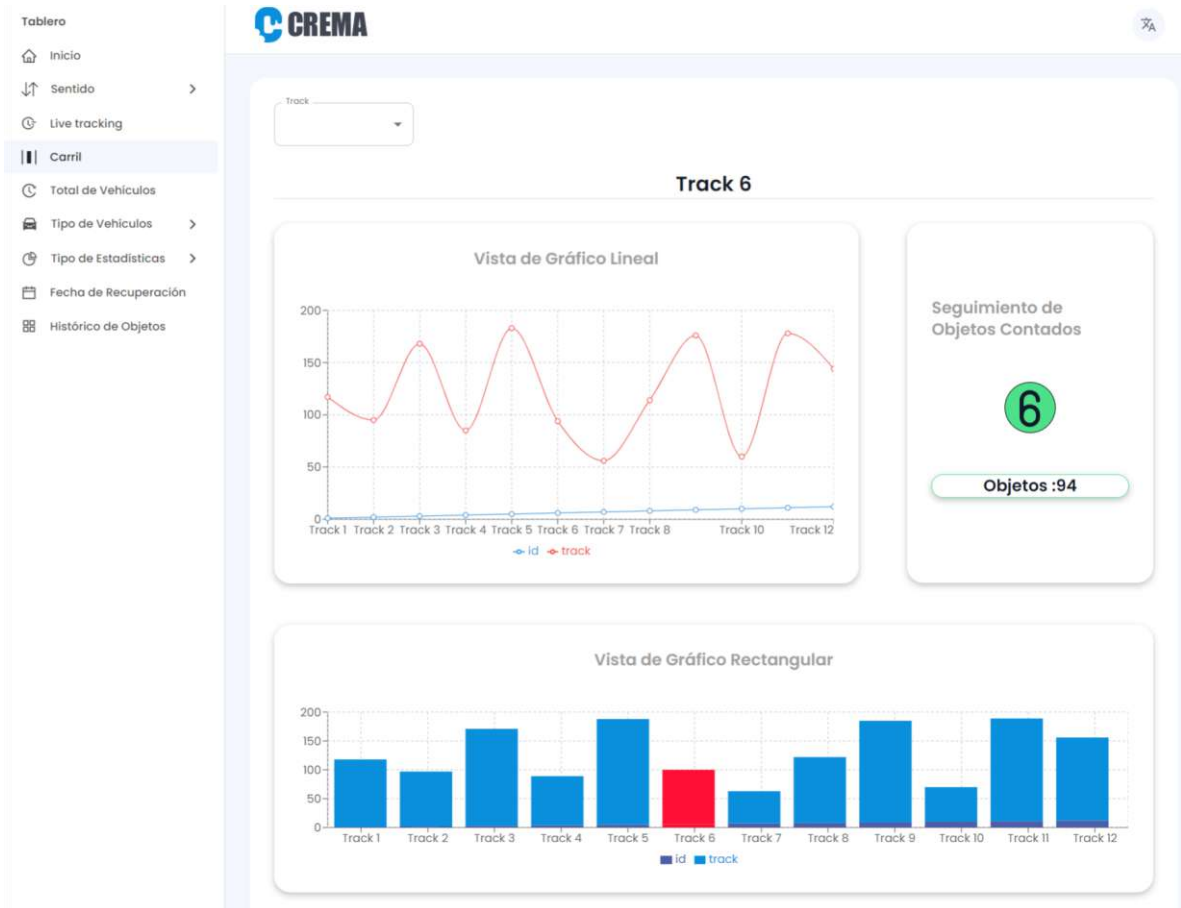 Tablero
Inicio
Sentido
Live tracking
Carril
Total de Vehiculos
Tipo de Vehiculos
Tipo de Estadísticas
Fecha de Recuperación
Histórico de Objetos
CREMA
Track
Track 6
Vista de Gráfico Lineal
200
150
100
50
0
Track 1 Track 2 Track 3 Track 4 Track 5 Track 6 Track 7 Track 8 Track 10 Track 12
id track
Seguimiento de
Objetos Contados
6
Objetos :94
Vista de Gráfico Rectangular
200
150
100
50
0
Track 1 Track 2 Track 3 Track 4 Track 5 Track 6 Track 7 Track 8 Track 9 Track 10 Track 11 Track 12
id track